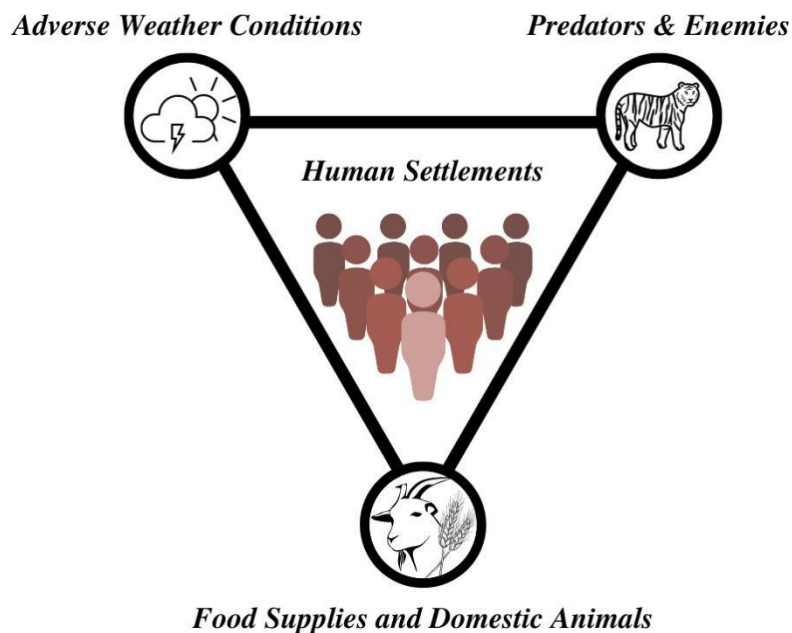 Adverse Weather Conditions
Predators & Enemies
Human Settlements
Food Supplies and Domestic Animals